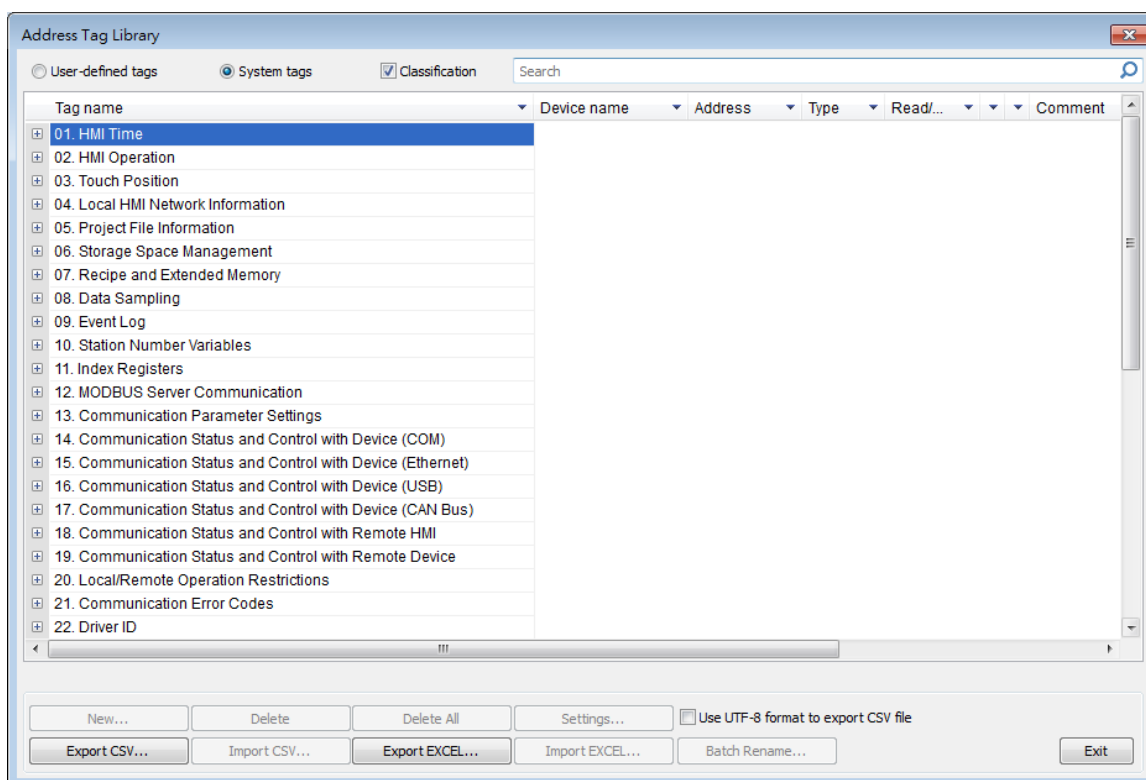 Address Tag Library
User-defined tags System tags Classification Search
Tag name Device name Address Type Read/... Comment
01. HMI Time
02. HMI Operation
03. Touch Position
04. Local HMI Network Information
05. Project File Information
06. Storage Space Management
07. Recipe and Extended Memory
08. Data Sampling
09. Event Log
10. Station Number Variables
11. Index Registers
12. MODBUS Server Communication
13. Communication Parameter Settings
14. Communication Status and Control with Device (COM)
15. Communication Status and Control with Device (Ethernet)
16. Communication Status and Control with Device (USB)
17. Communication Status and Control with Device (CAN Bus)
18. Communication Status and Control with Remote HMI
19. Communication Status and Control with Remote Device
20. Local/Remote Operation Restrictions
21. Communication Error Codes
22. Driver ID
New... Delete Delete All Settings... Use UTF-8 format to export CSV file
Export CSV... Import CSV... Export EXCEL... Import EXCEL... Batch Rename... Exit